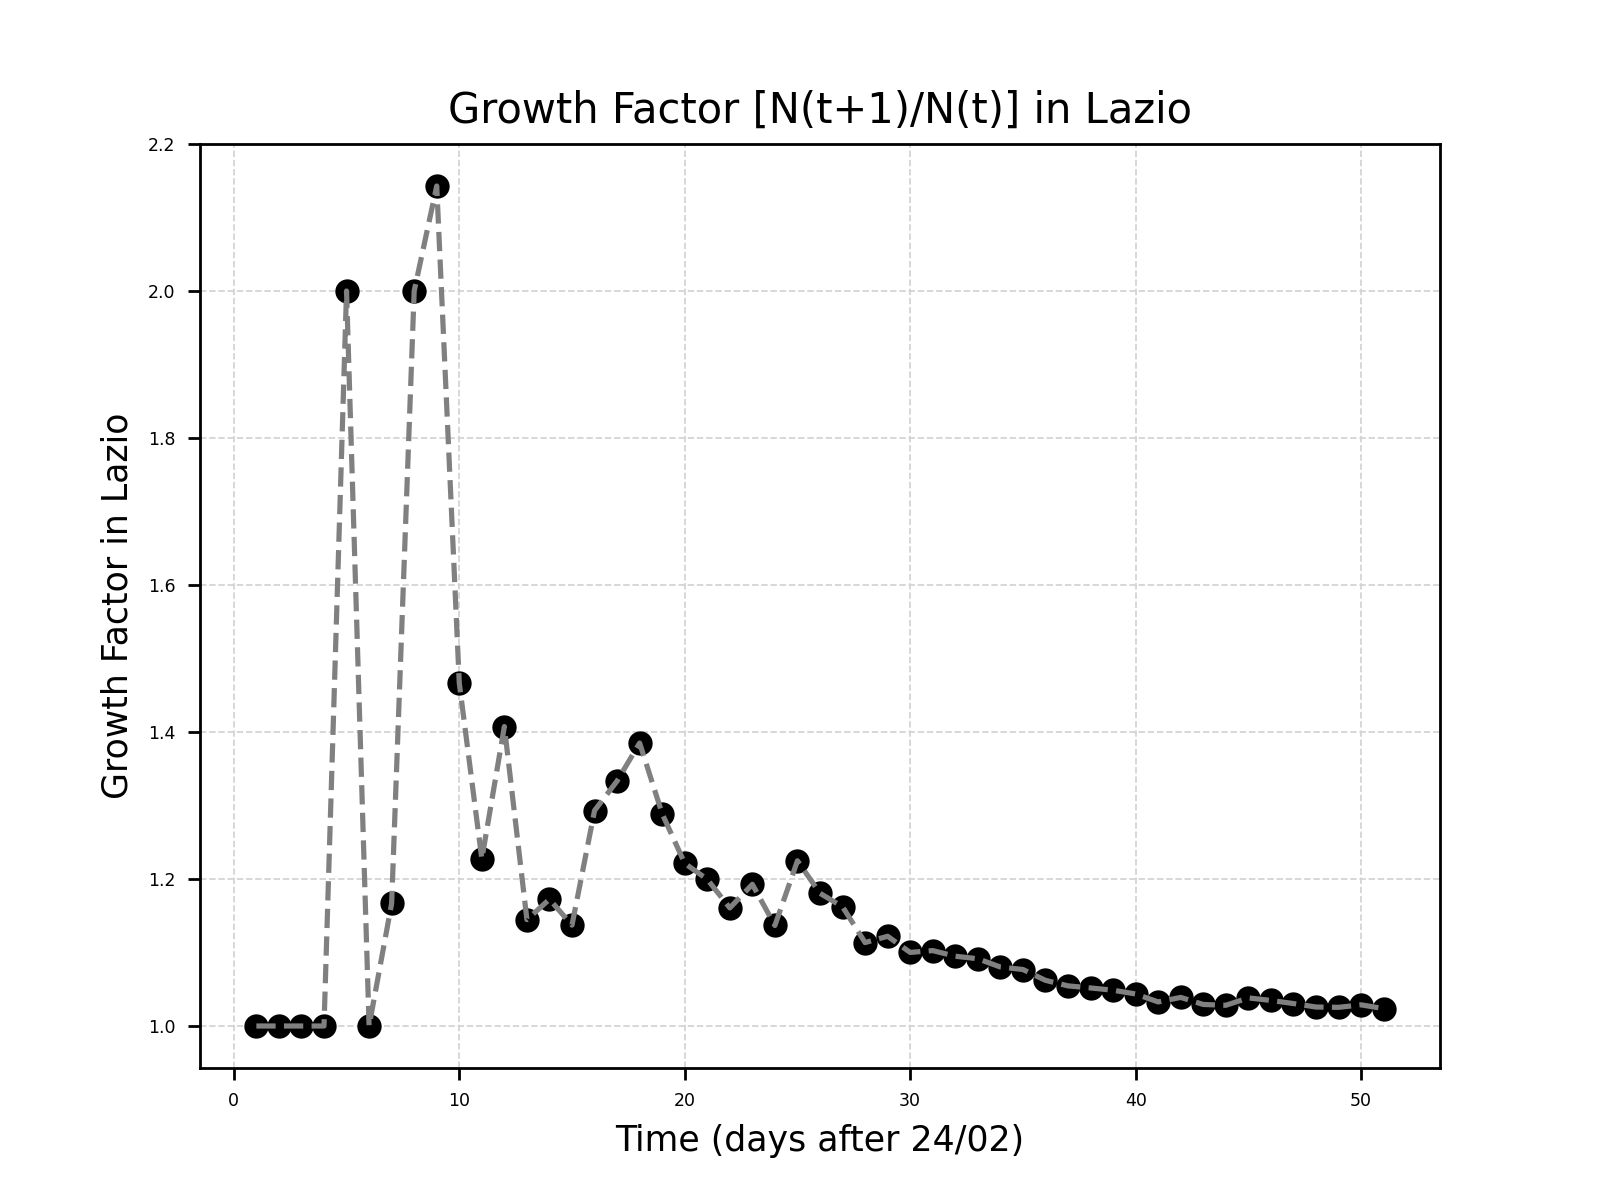 Growth Factor [N(t+1)/N(t)] in Lazio
Growth Factor in Lazio
2.2
2.0
1.8
1.6
1.4
1.2
1.0
0 10 20 30 40 50
Time (days after 24/02)